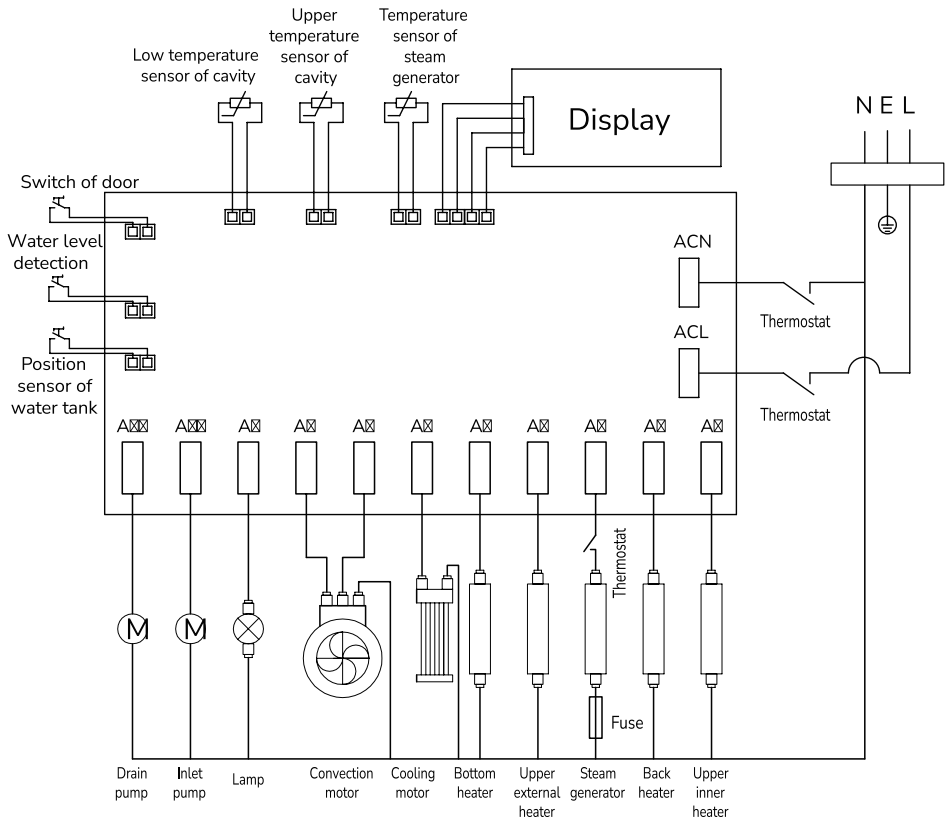 Low temperature
sensor of cavity
Upper
temperature
sensor of
cavity
Temperature
sensor of
steam
generator
Display
N E L
Switch of door
Water level
detection
Position
sensor of
water tank
ACN
Thermostat
ACL
Thermostat
A
A
A
A
A
A
A
A
A
A
A
Thermostat
M
M
Fuse
Drain
pump
Inlet
pump
Lamp
Convection
motor
Cooling
motor
Bottom
heater
Upper
external
heater
Steam
generator
Back
heater
Upper
inner
heater